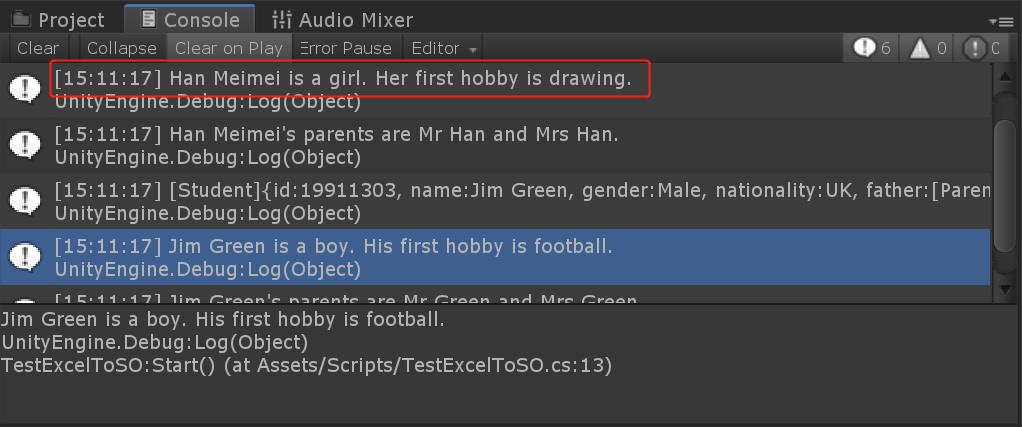 Project Console Audio Mixer
Clear Collapse Clear on Play Error Pause Editor 6 0 0
[15:11:17] Han Meimei is a girl. Her first hobby is drawing.
UnityEngine.Debug:Log(Object)
[15:11:17] Han Meimei's parents are Mr Han and Mrs Han.
UnityEngine.Debug:Log(Object)
[15:11:17] [Student]{id:19911303, name:Jim Green, gender:Male, nationality:UK, father:[Paren
UnityEngine.Debug:Log(Object)
[15:11:17] Jim Green is a boy. His first hobby is football.
UnityEngine.Debug:Log(Object)
[15:11:17] Jim Green's parents are Mr Green and Mrs Green
Jim Green is a boy. His first hobby is football.
UnityEngine.Debug:Log(Object)
TestExcelToSO:Start() (at Assets/Scripts/TestExcelToSO.cs:13)